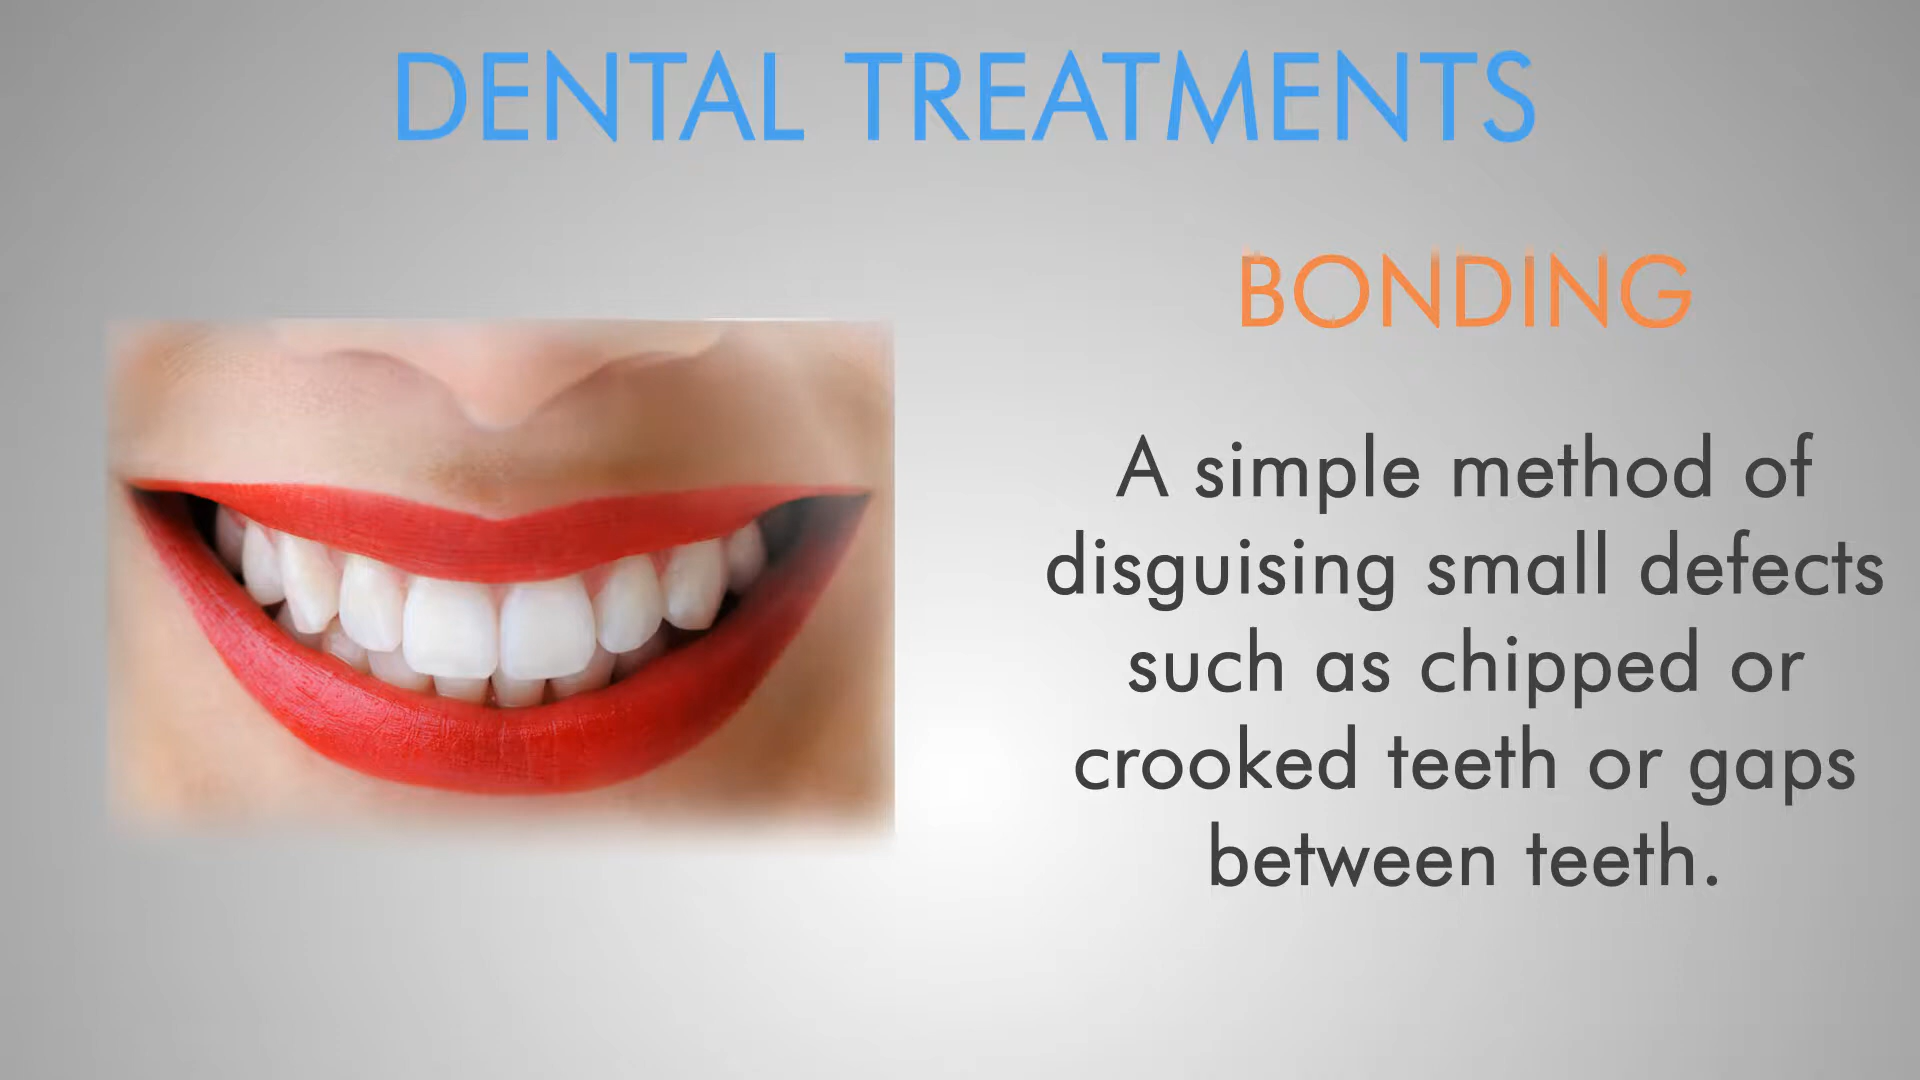 DENTAL TREATMENTS
BONDING
A simple method of
disguising small defects
such as chipped or
crooked teeth or gaps
between teeth.